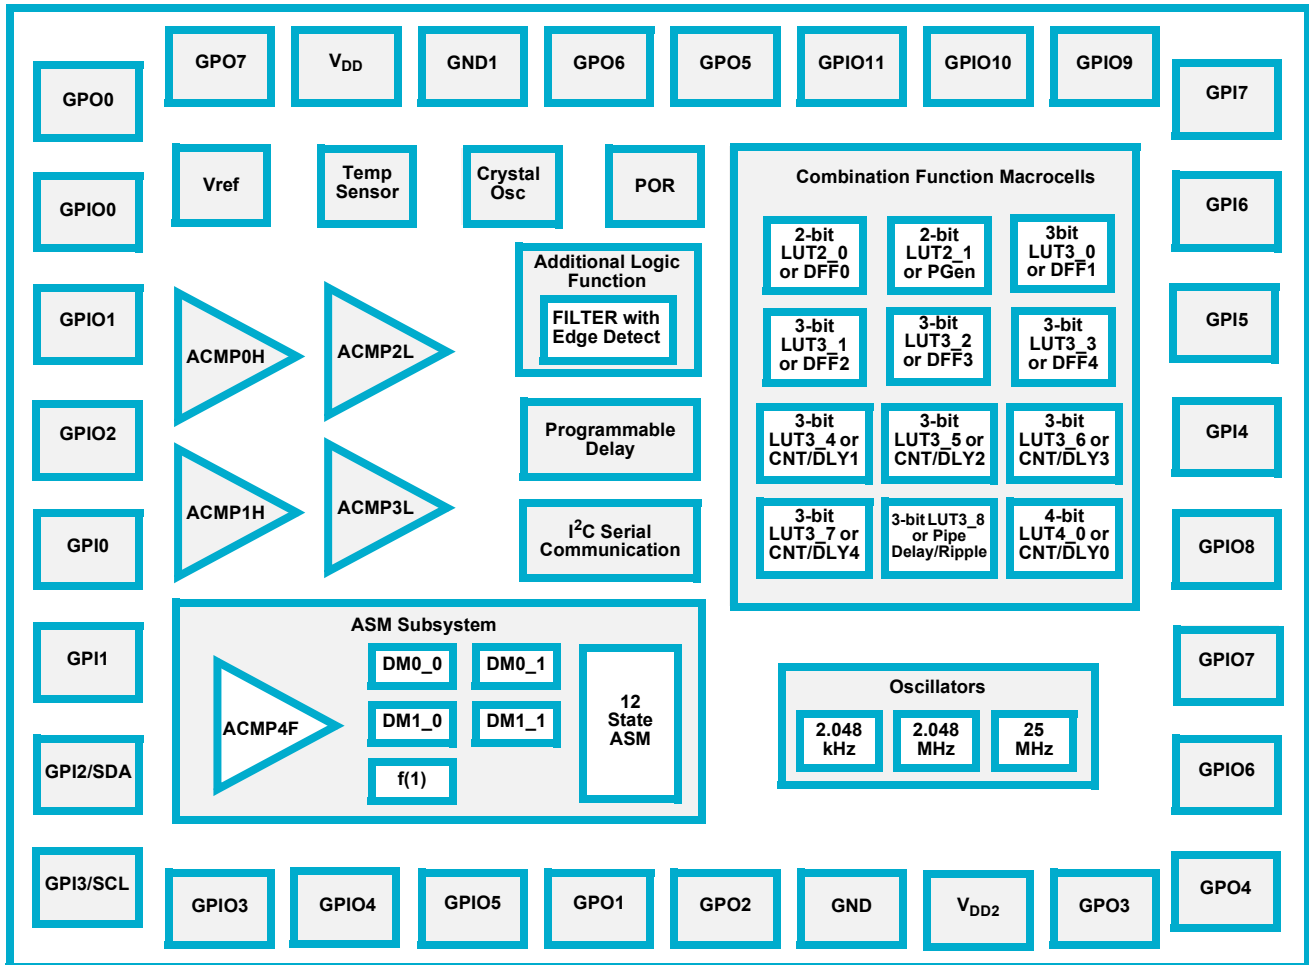 GPO7
VDD
GND1
GPO6
GPO5
GPIO11
GPIO10
GPIO9
GPO0
GPIO0
GPIO1
GPIO2
GPI0
GPI1
GPI2/SDA
GPI3/SCL
Vref
Temp
Sensor
Crystal
Osc
POR
ACMP0H
ACMP2L
ACMP1H
ACMP3L
Additional Logic
Function
FILTER with
Edge Detect
Programmable
Delay
I2C Serial
Communication
Combination Function Macrocells
2-bit
LUT2_0
or DFF0
2-bit
LUT2_1
or PGen
3bit
LUT3_0
or DFF1
3-bit
LUT3_1
or DFF2
3-bit
LUT3_2
or DFF3
3-bit
LUT3_3
or DFF4
3-bit
LUT3_4 or
CNT/DLY1
3-bit
LUT3_5 or
CNT/DLY2
3-bit
LUT3_6 or
CNT/DLY3
3-bit
LUT3_7 or
CNT/DLY4
3-bit LUT3_8
or Pipe
Delay/Ripple
4-bit
LUT4_0 or
CNT/DLY0
ASM Subsystem
ACMP4F
DM0_0
DM0_1
DM1_0
DM1_1
f(1)
12
State
ASM
Oscillators
2.048
kHz
2.048
MHz
25
MHz
GPI7
GPI6
GPI5
GPI4
GPIO8
GPIO7
GPIO6
GPO4
GPIO3
GPIO4
GPIO5
GPO1
GPO2
GND
VDD2
GPO3